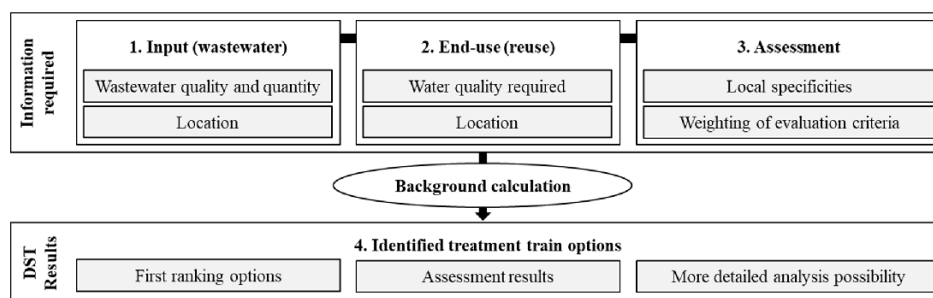 Information
required
1. Input (wastewater)
Wastewater quality and quantity
Location
2. End-use (reuse)
Water quality required
Location
3. Assessment
Local specificities
Weighting of evaluation criteria
Background calculation
DST
Results
4. Identified treatment train options
First ranking options
Assessment results
More detailed analysis possibility